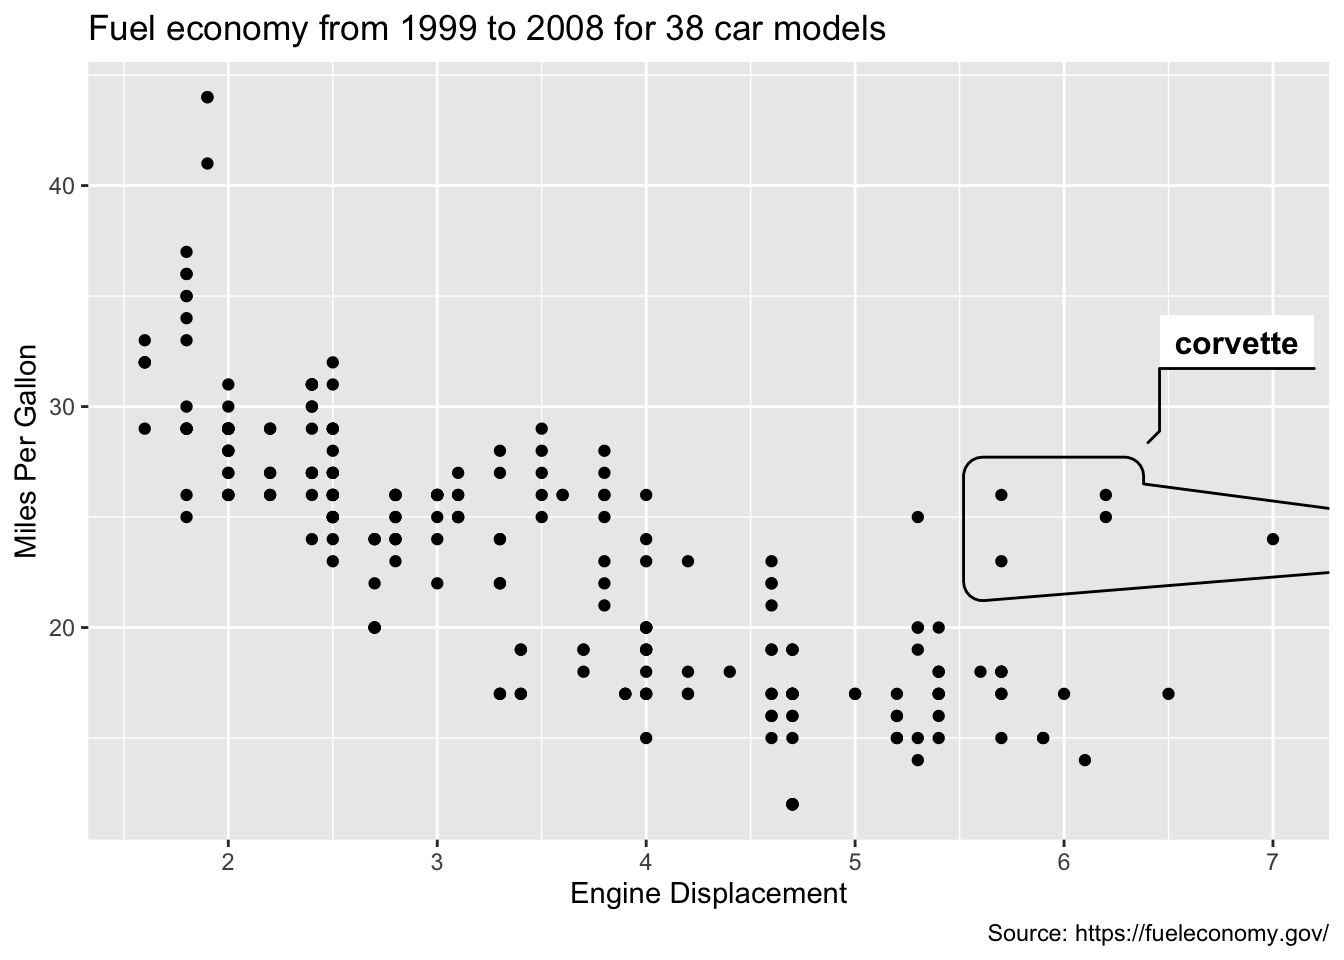 Fuel economy from 1999 to 2008 for 38 car models
Miles Per Gallon
40
30
20
corvette
2 3 4 5 6 7
Engine Displacement
Source: https://fueleconomy.gov/